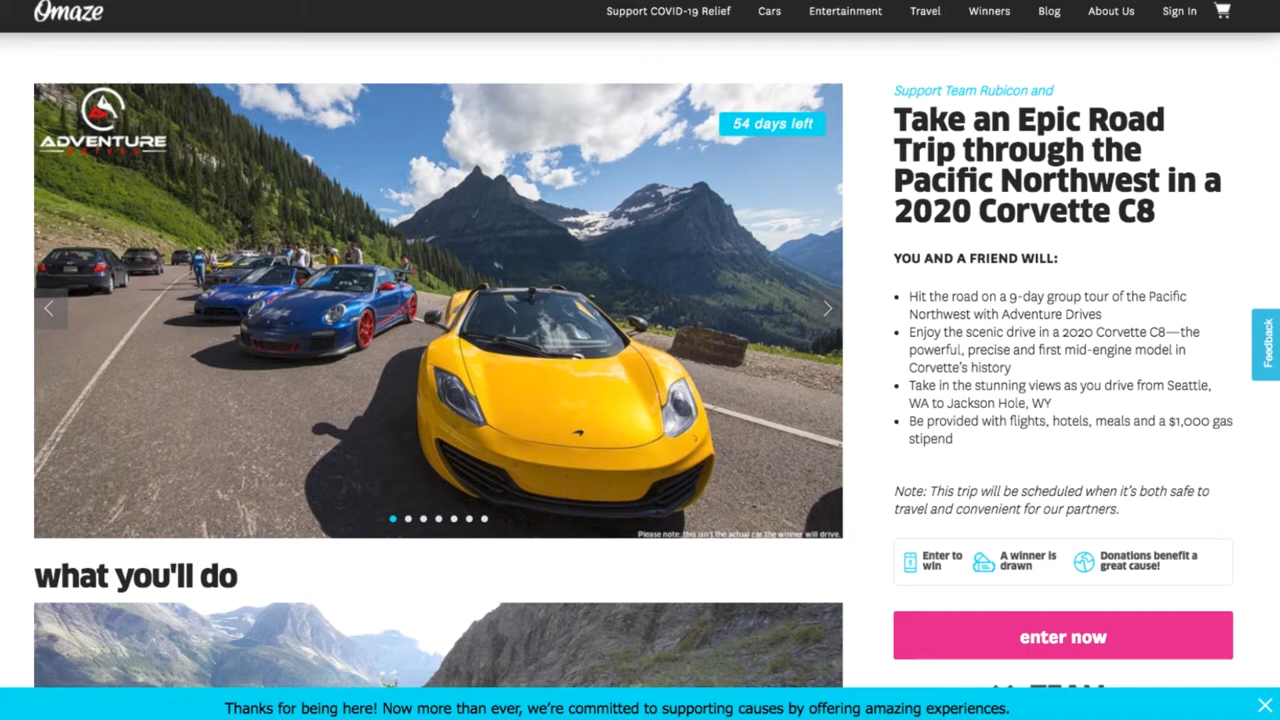 Omaze
Support COVID-19 Relief Cars Entertainment Travel Winners Blog About Us Sign In
ADVENTURE
DRIVES
54 days left
Please note: this isn't the actual car the winner will drive.
what you'll do
Support Team Rubicon and
Take an Epic Road
Trip through the
Pacific Northwest in a
2020 Corvette C8
YOU AND A FRIEND WILL:
• Hit the road on a 9-day group tour of the Pacific
Northwest with Adventure Drives
• Enjoy the scenic drive in a 2020 Corvette C8—the
powerful, precise and first mid-engine model in
Corvette's history
• Take in the stunning views as you drive from Seattle,
WA to Jackson Hole, WY
• Be provided with flights, hotels, meals and a $1,000 gas
stipend
Note: This trip will be scheduled when it's both safe to
travel and convenient for our partners.
Enter to
win
A winner is
drawn
Donations benefit a
great cause!
enter now
TEAM
Feedback
Thanks for being here! Now more than ever, we're committed to supporting causes by offering amazing experiences.